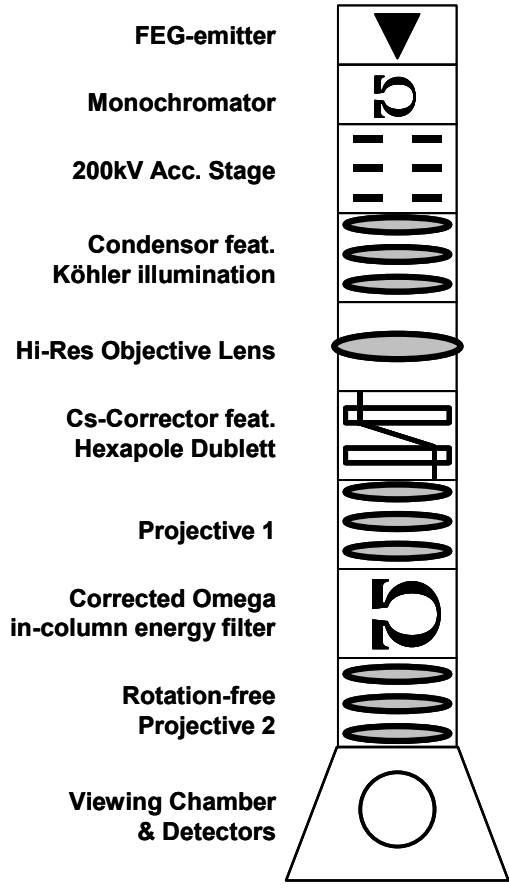 FEG-emitter
Monochromator
Ω
200kV Acc. Stage
Condensor feat.
Köhler illumination
Hi-Res Objective Lens
Cs-Corrector feat.
Hexapole Dublett
Projective 1
Corrected Omega
in-column energy filter
Ω
Rotation-free
Projective 2
Viewing Chamber
& Detectors